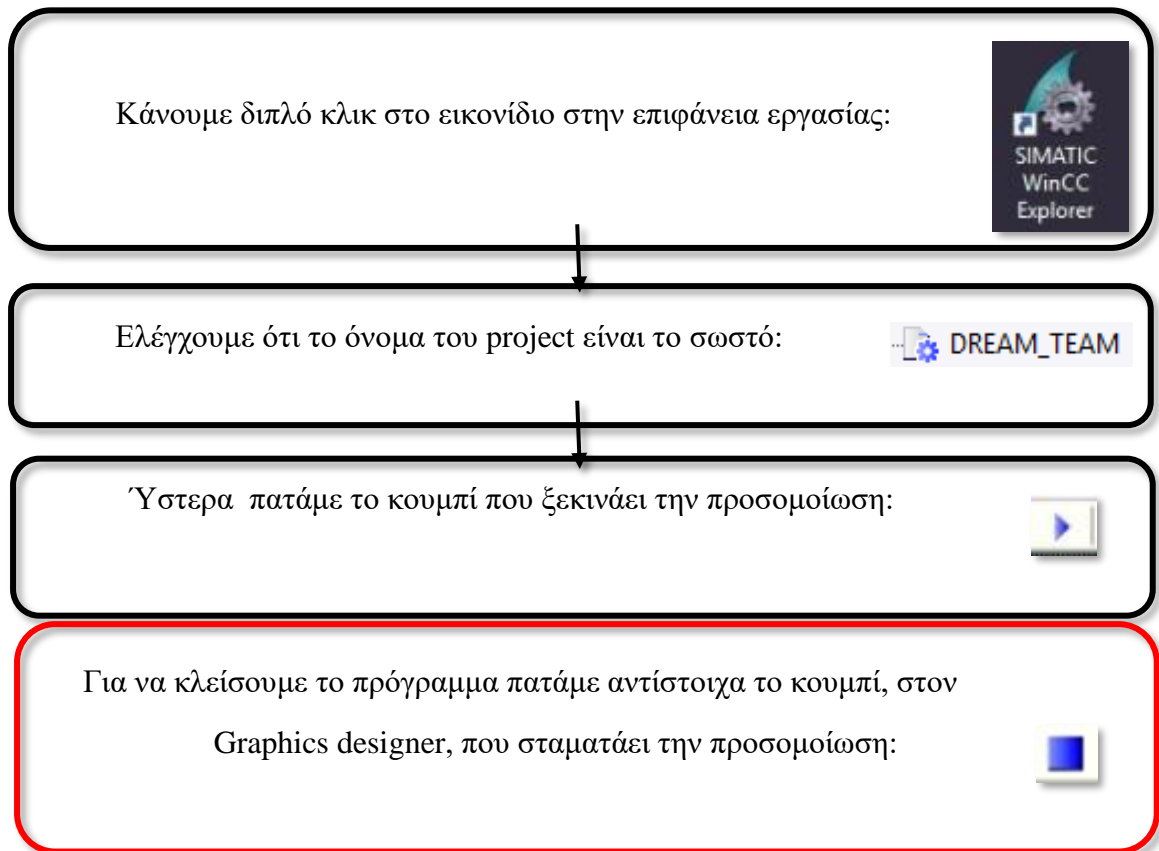 Κάνουμε διπλό κλικ στο εικονίδιο στην επιφάνεια εργασίας:
SIMATIC
WinCC
Explorer
Ελέγχουμε ότι το όνομα του project είναι το σωστό:
DREAM_TEAM
Ύστερα πατάμε το κουμπί που ξεκινάει την προσομοίωση:
Για να κλείσουμε το πρόγραμμα πατάμε αντίστοιχα το κουμπί, στον
Graphics designer, που σταματάει την προσομοίωση: